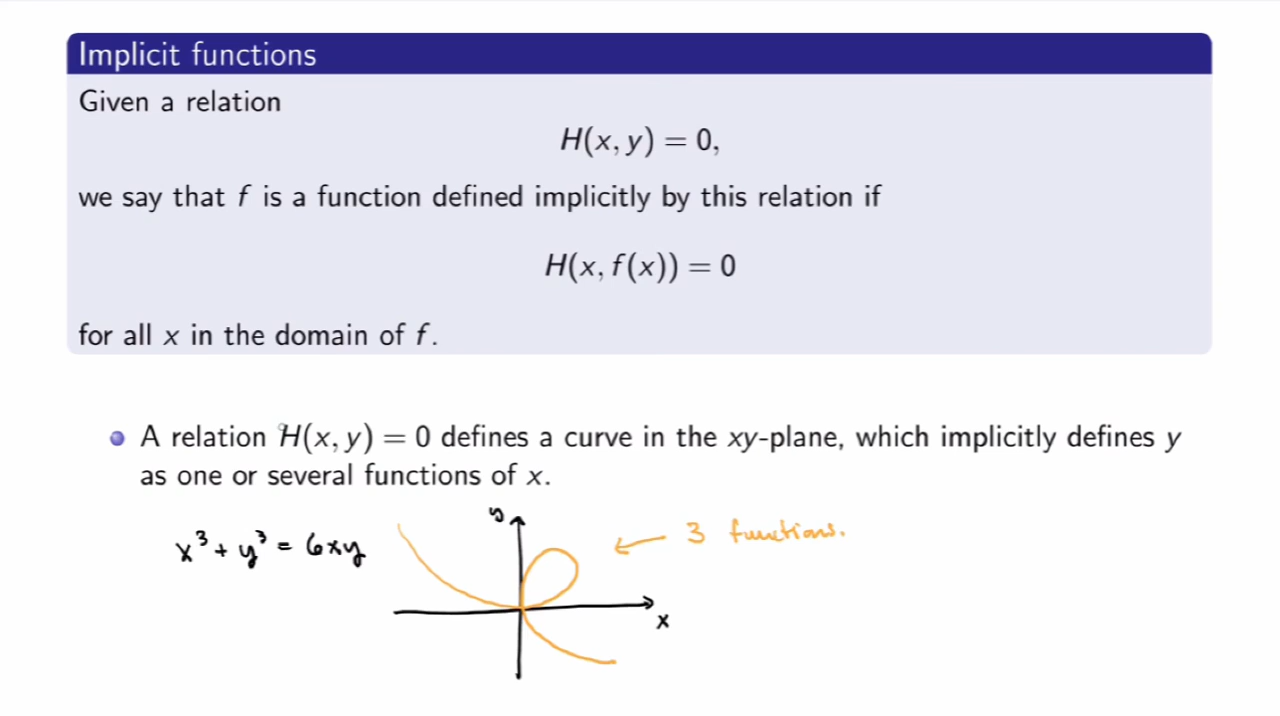 Implicit functions
Given a relation
H(x, y) = 0,
we say that f is a function defined implicitly by this relation if
H(x, f(x)) = 0
for all x in the domain of f.
A relation H(x, y) = 0 defines a curve in the xy-plane, which implicitly defines y
as one or several functions of x.
x³ + y³ = 6xy
y
← 3 functions.
x